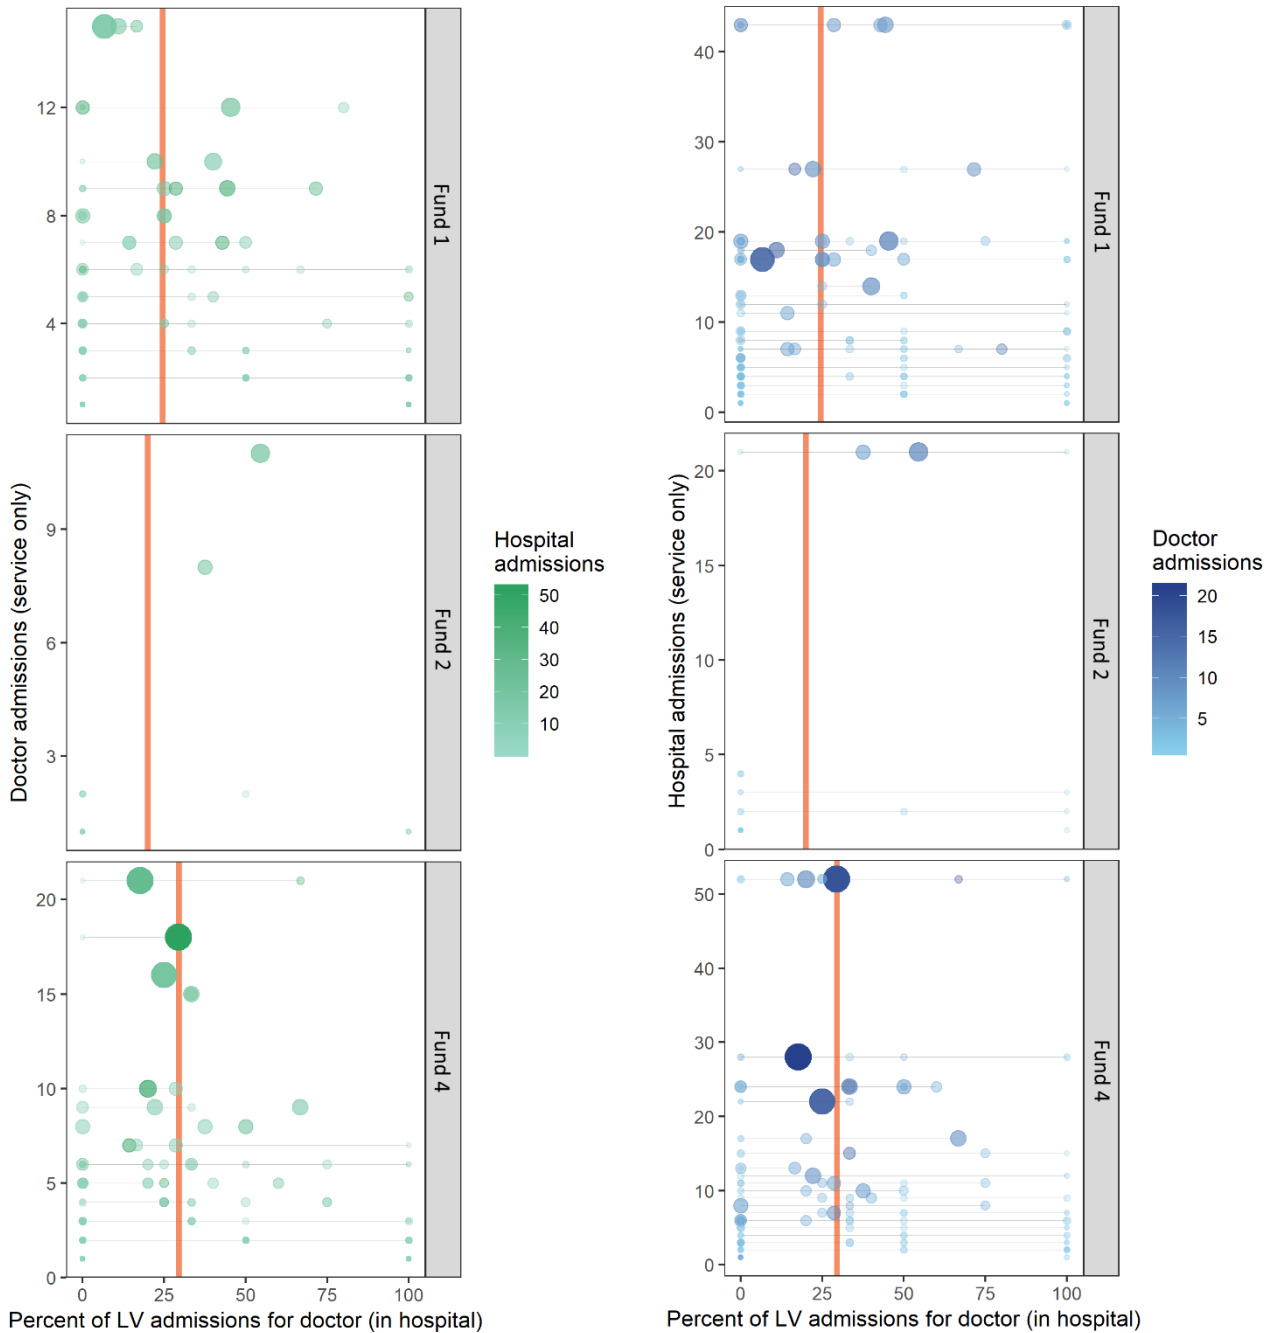 12
8
4
Fund 1
40
30
20
10
0
Fund 1
Doctor admissions (service only)
9
6
3
Fund 2
Hospital
admissions
50
40
30
20
10
Hospital admissions (service only)
20
15
10
5
0
Fund 2
Doctor
admissions
20
15
10
5
20
15
10
5
0
Fund 4
0 25 50 75 100
Percent of LV admissions for doctor (in hospital)
50
40
30
20
10
0
Fund 4
0 25 50 75 100
Percent of LV admissions for doctor (in hospital)